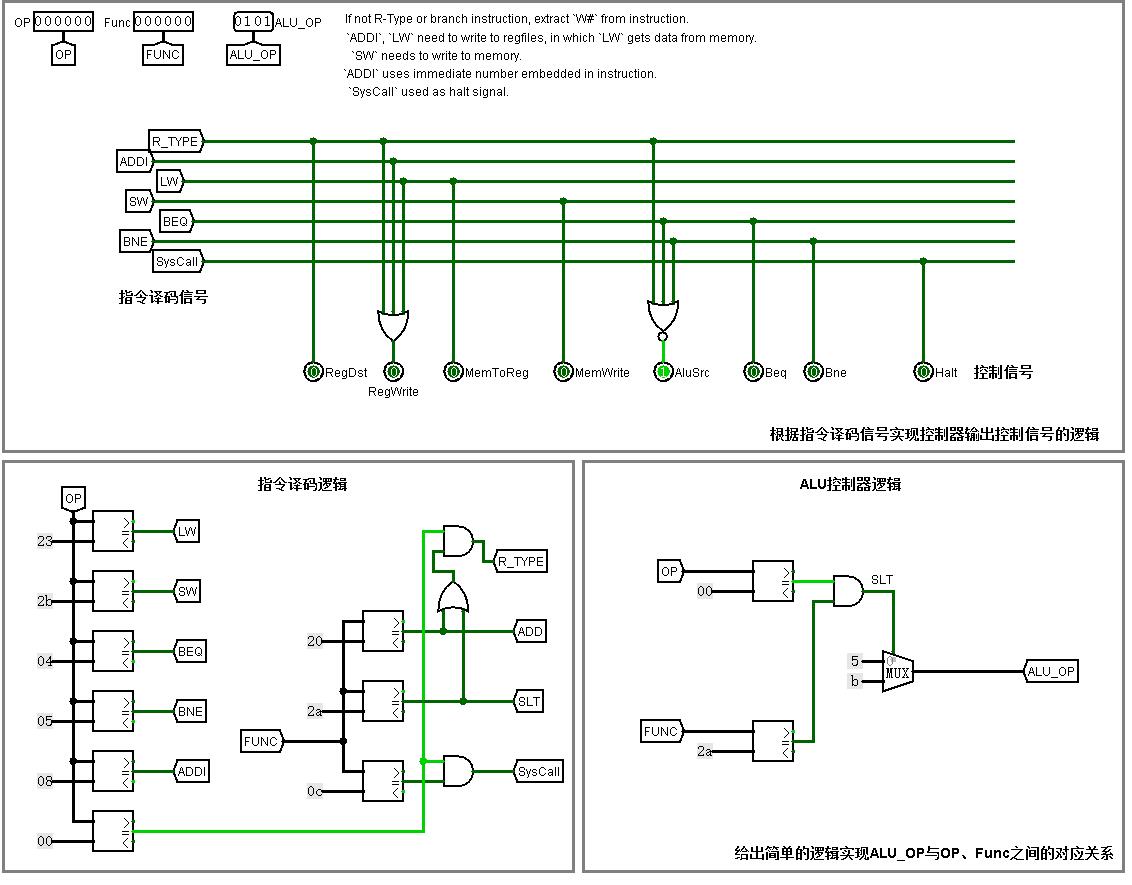 OP 000000 Func 000000 0101 ALU_OP
OP FUNC ALU_OP
If not R-Type or branch instruction, extract `W#` from instruction.
`ADDI`, `LW` need to write to regfiles, in which `LW` gets data from memory.
`SW` needs to write to memory.
`ADDI` uses immediate number embedded in instruction.
`SysCall` used as halt signal.
R_TYPE
ADDI
LW
SW
BEQ
BNE
SysCall
指令译码信号
0 RegDst 0 0 MemToReg 0 MemWrite 1 AluSrc 0 Beq 0 Bne 0 Halt 控制信号
RegWrite
根据指令译码信号实现控制器输出控制信号的逻辑
指令译码逻辑
OP
23 > = < LW
2b > = < SW
04 > = < BEQ
05 > = < BNE
08 > = < ADDI
00 > = <
R_TYPE
20 > = < ADD
2a > = < SLT
FUNC
0c > = < SysCall
ALU控制器逻辑
OP > = < SLT
00
5 0
b MUX ALU_OP
FUNC > = <
2a
给出简单的逻辑实现ALU_OP与OP、Func之间的对应关系